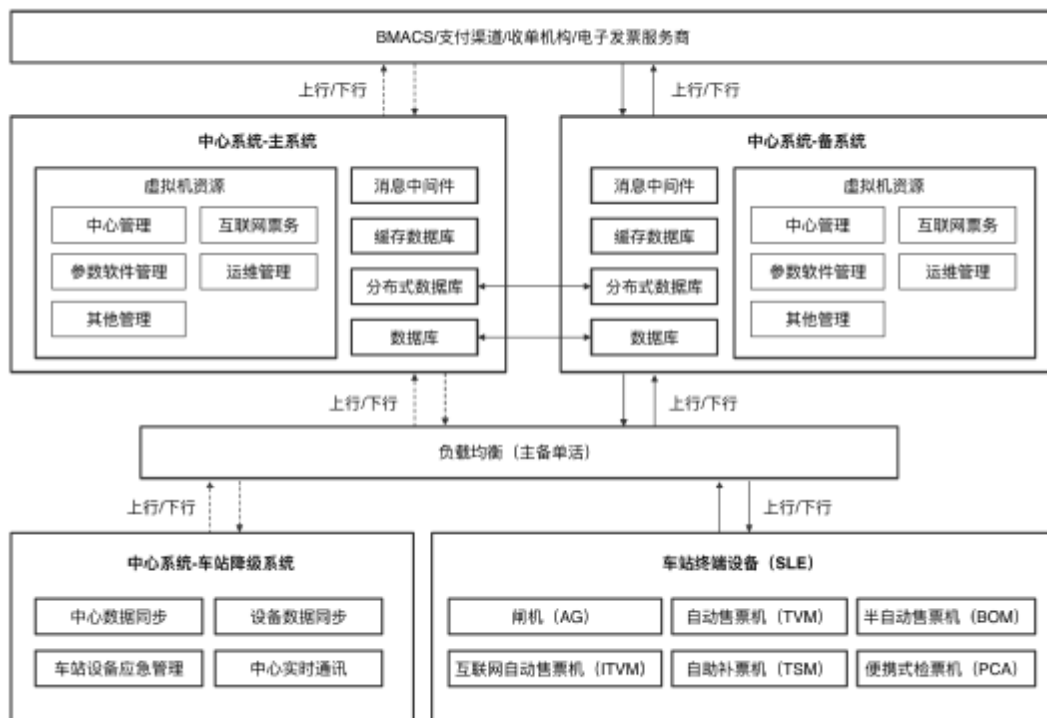 BMACS/支付渠道/收单机构/电子发票服务商
上行/下行
上行/下行
中心系统-主系统
虚拟机资源
中心管理
互联网票务
参数软件管理
运维管理
其他管理
消息中间件
缓存数据库
分布式数据库
数据库
中心系统-备系统
消息中间件
缓存数据库
分布式数据库
数据库
虚拟机资源
中心管理
互联网票务
参数软件管理
运维管理
其他管理
上行/下行
上行/下行
负载均衡（主备单活）
上行/下行
上行/下行
中心系统-车站降级系统
中心数据同步
设备数据同步
车站设备应急管理
中心实时通讯
车站终端设备（SLE）
闸机（AG）
自动售票机（TVM）
半自动售票机（BOM）
互联网自动售票机（ITVM）
自助补票机（TSM）
便携式检票机（PCA）